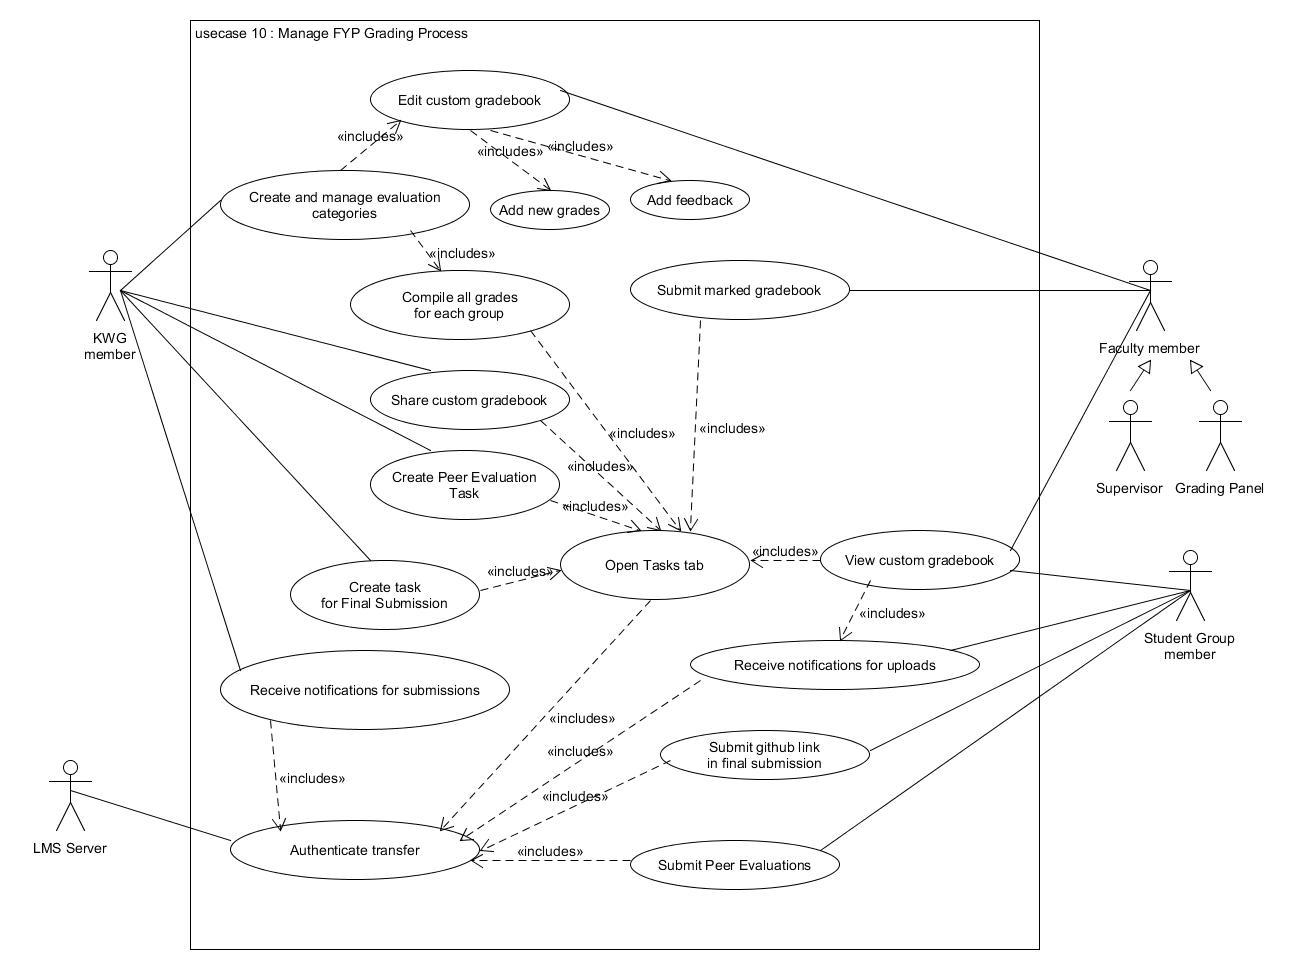 usecase 10 : Manage FYP Grading Process
Edit custom gradebook
«includes»
«includes»
«includes»
Create and manage evaluation
categories
Add new grades
Add feedback
«includes»
Compile all grades
for each group
Submit marked gradebook
KWG
member
Faculty member
Share custom gradebook
«includes»
«includes»
«includes»
Create Peer Evaluation
Task
«includes»
Supervisor
Grading Panel
Open Tasks tab
«includes»
View custom gradebook
«includes»
Create task
for Final Submission
«includes»
Student Group
member
Receive notifications for uploads
Receive notifications for submissions
«includes»
«includes»
Submit github link
in final submission
«includes»
«includes»
LMS Server
Authenticate transfer
«includes»
Submit Peer Evaluations